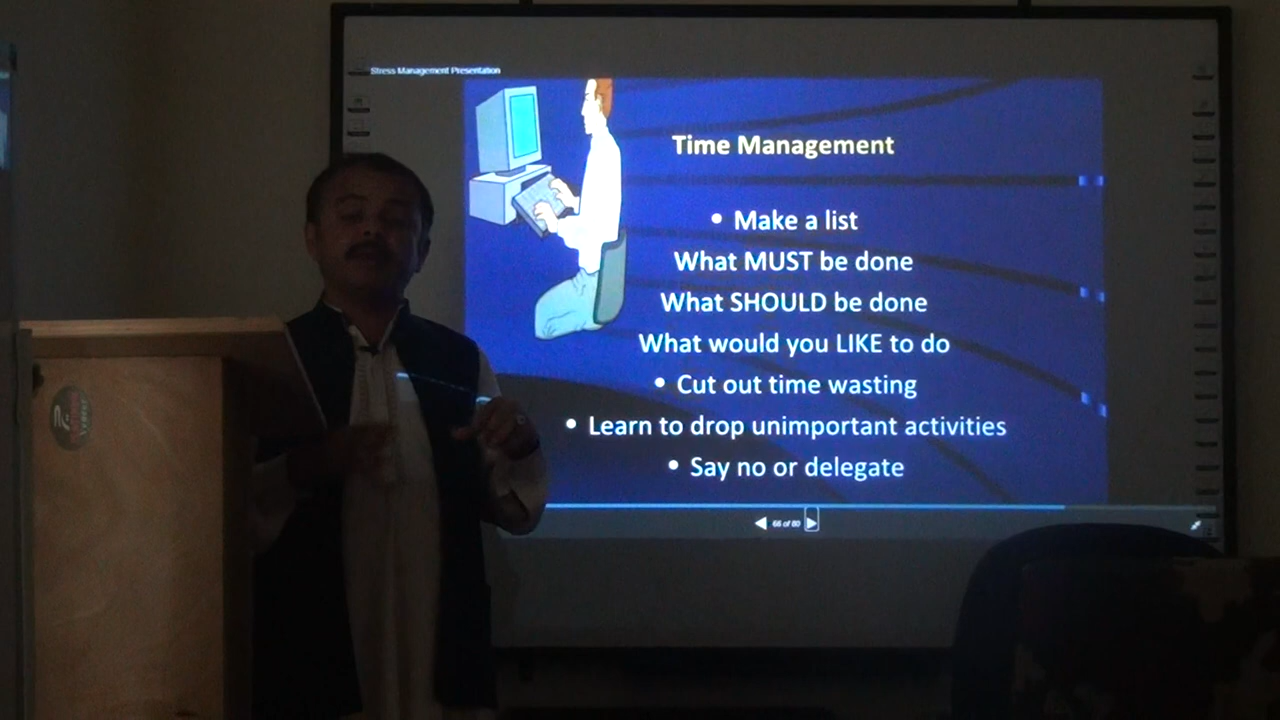 Stress Management Presentation
Time Management
• Make a list
What MUST be done
What SHOULD be done
What would you LIKE to do
• Cut out time wasting
• Learn to drop unimportant activities
• Say no or delegate
66 of 80